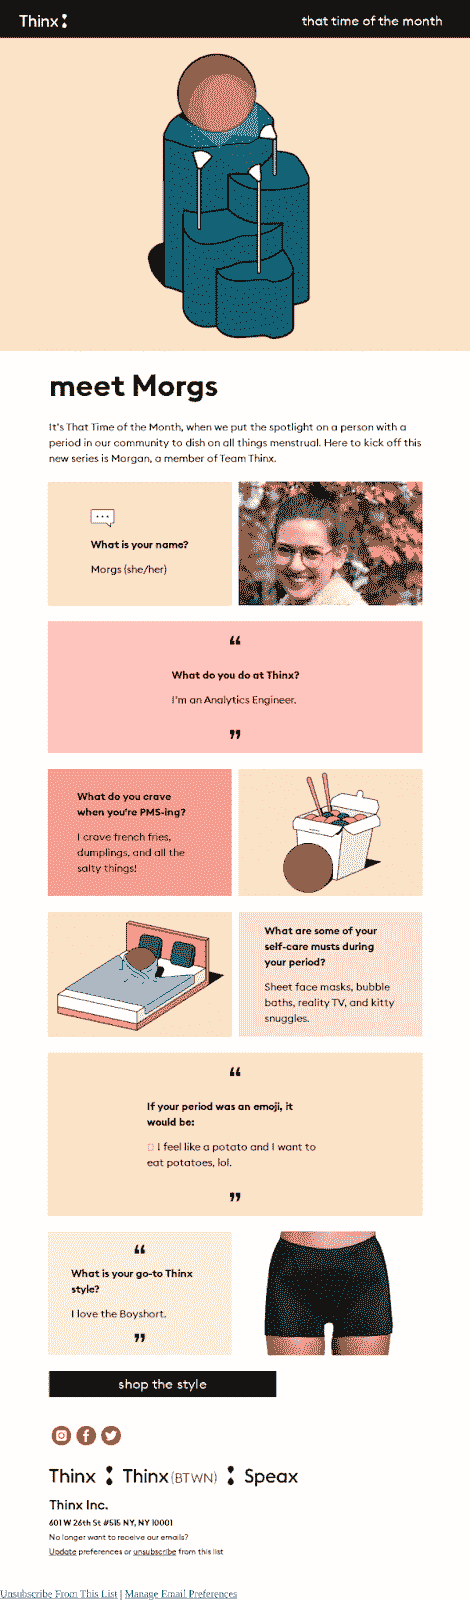 Thinx
that time of the month
meet Morgs
It's That Time of the Month, when we put the spotlight on a person with a
period in our community to dish on all things menstrual. Here to kick off this
new series is Morgan, a member of Team Thinx.
What is your name?
Morgs (she/her)
“
What do you do at Thinx?
I'm an Analytics Engineer.
”
What do you crave
when you're PMS-ing?
I crave french fries,
dumplings, and all the
salty things!
What are some of your
self-care musts during
your period?
Sheet face masks, bubble
baths, reality TV, and kitty
snuggles.
“
If your period was an emoji, it
would be:
I feel like a potato and I want to
eat potatoes, lol.
”
“
What is your go-to Thinx
style?
I love the Boyshort.
”
shop the style
Thinx Thinx (BTWN) Speax
Thinx Inc.
601 W 26th St #515 NY, NY 10001
No longer want to receive our emails?
Update preferences or unsubscribe from this list
Unsubscribe From This List | Manage Email Preferences